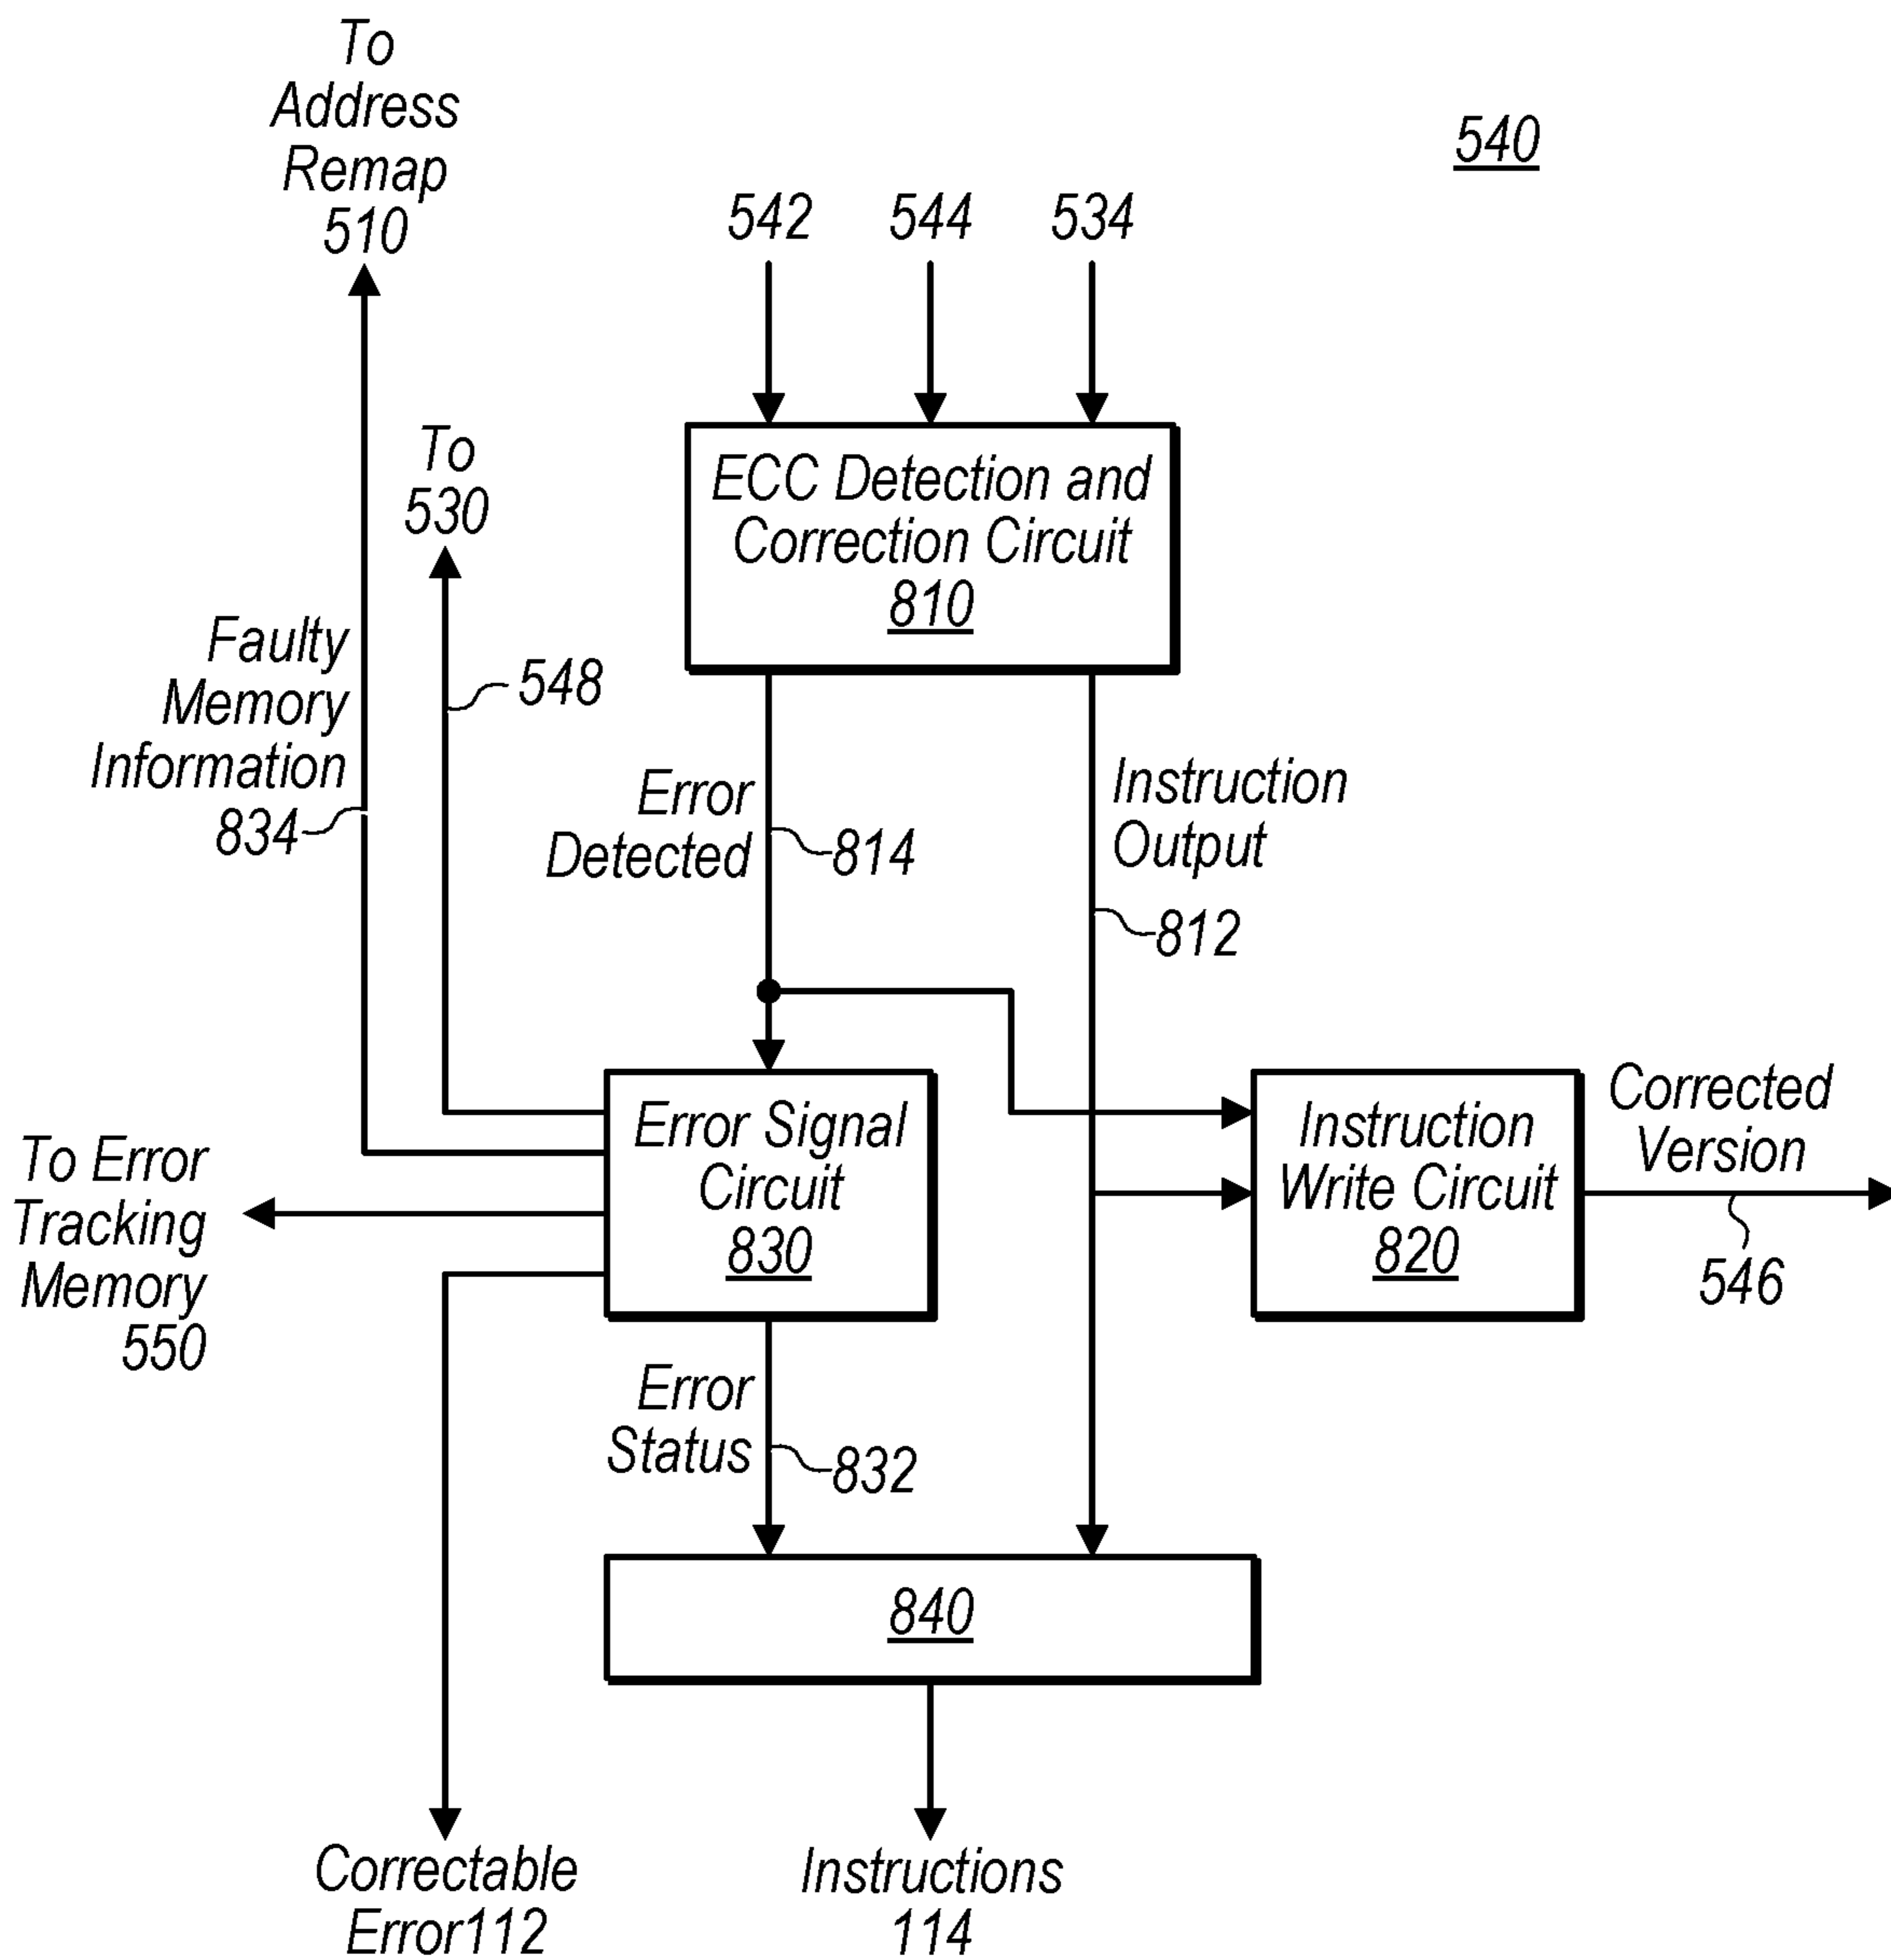 To
Address
Remap
510
540
542
544
534
To
530
ECC Detection and
Correction Circuit
810
Faulty
Memory
Information
834
548
Error
Detected
814
Instruction
Output
812
Error Signal
Circuit
830
Instruction
Write Circuit
820
Corrected
Version
546
To Error
Tracking
Memory
550
Error
Status
832
840
Correctable
Error112
Instructions
114